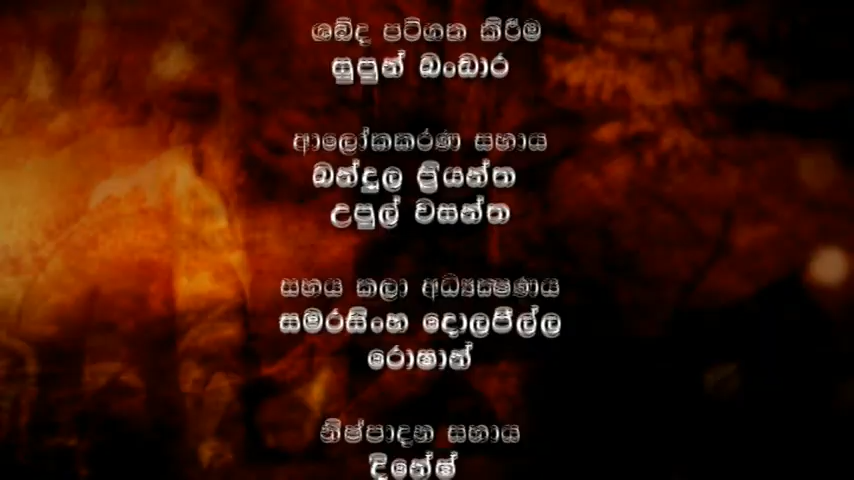 ශබ්ද පටිගත කිරීම
සුපුන් බංඩාර
ආලෝකකරණ සහාය
බන්දුල ප්‍රියන්ත
උපුල් වසන්ත
සහය කලා අධ්‍යක්ෂණය
සමරසිංහ දොලපිල්ල
රොෂාන්
නිෂ්පාදන සහාය
දිනේෂ්